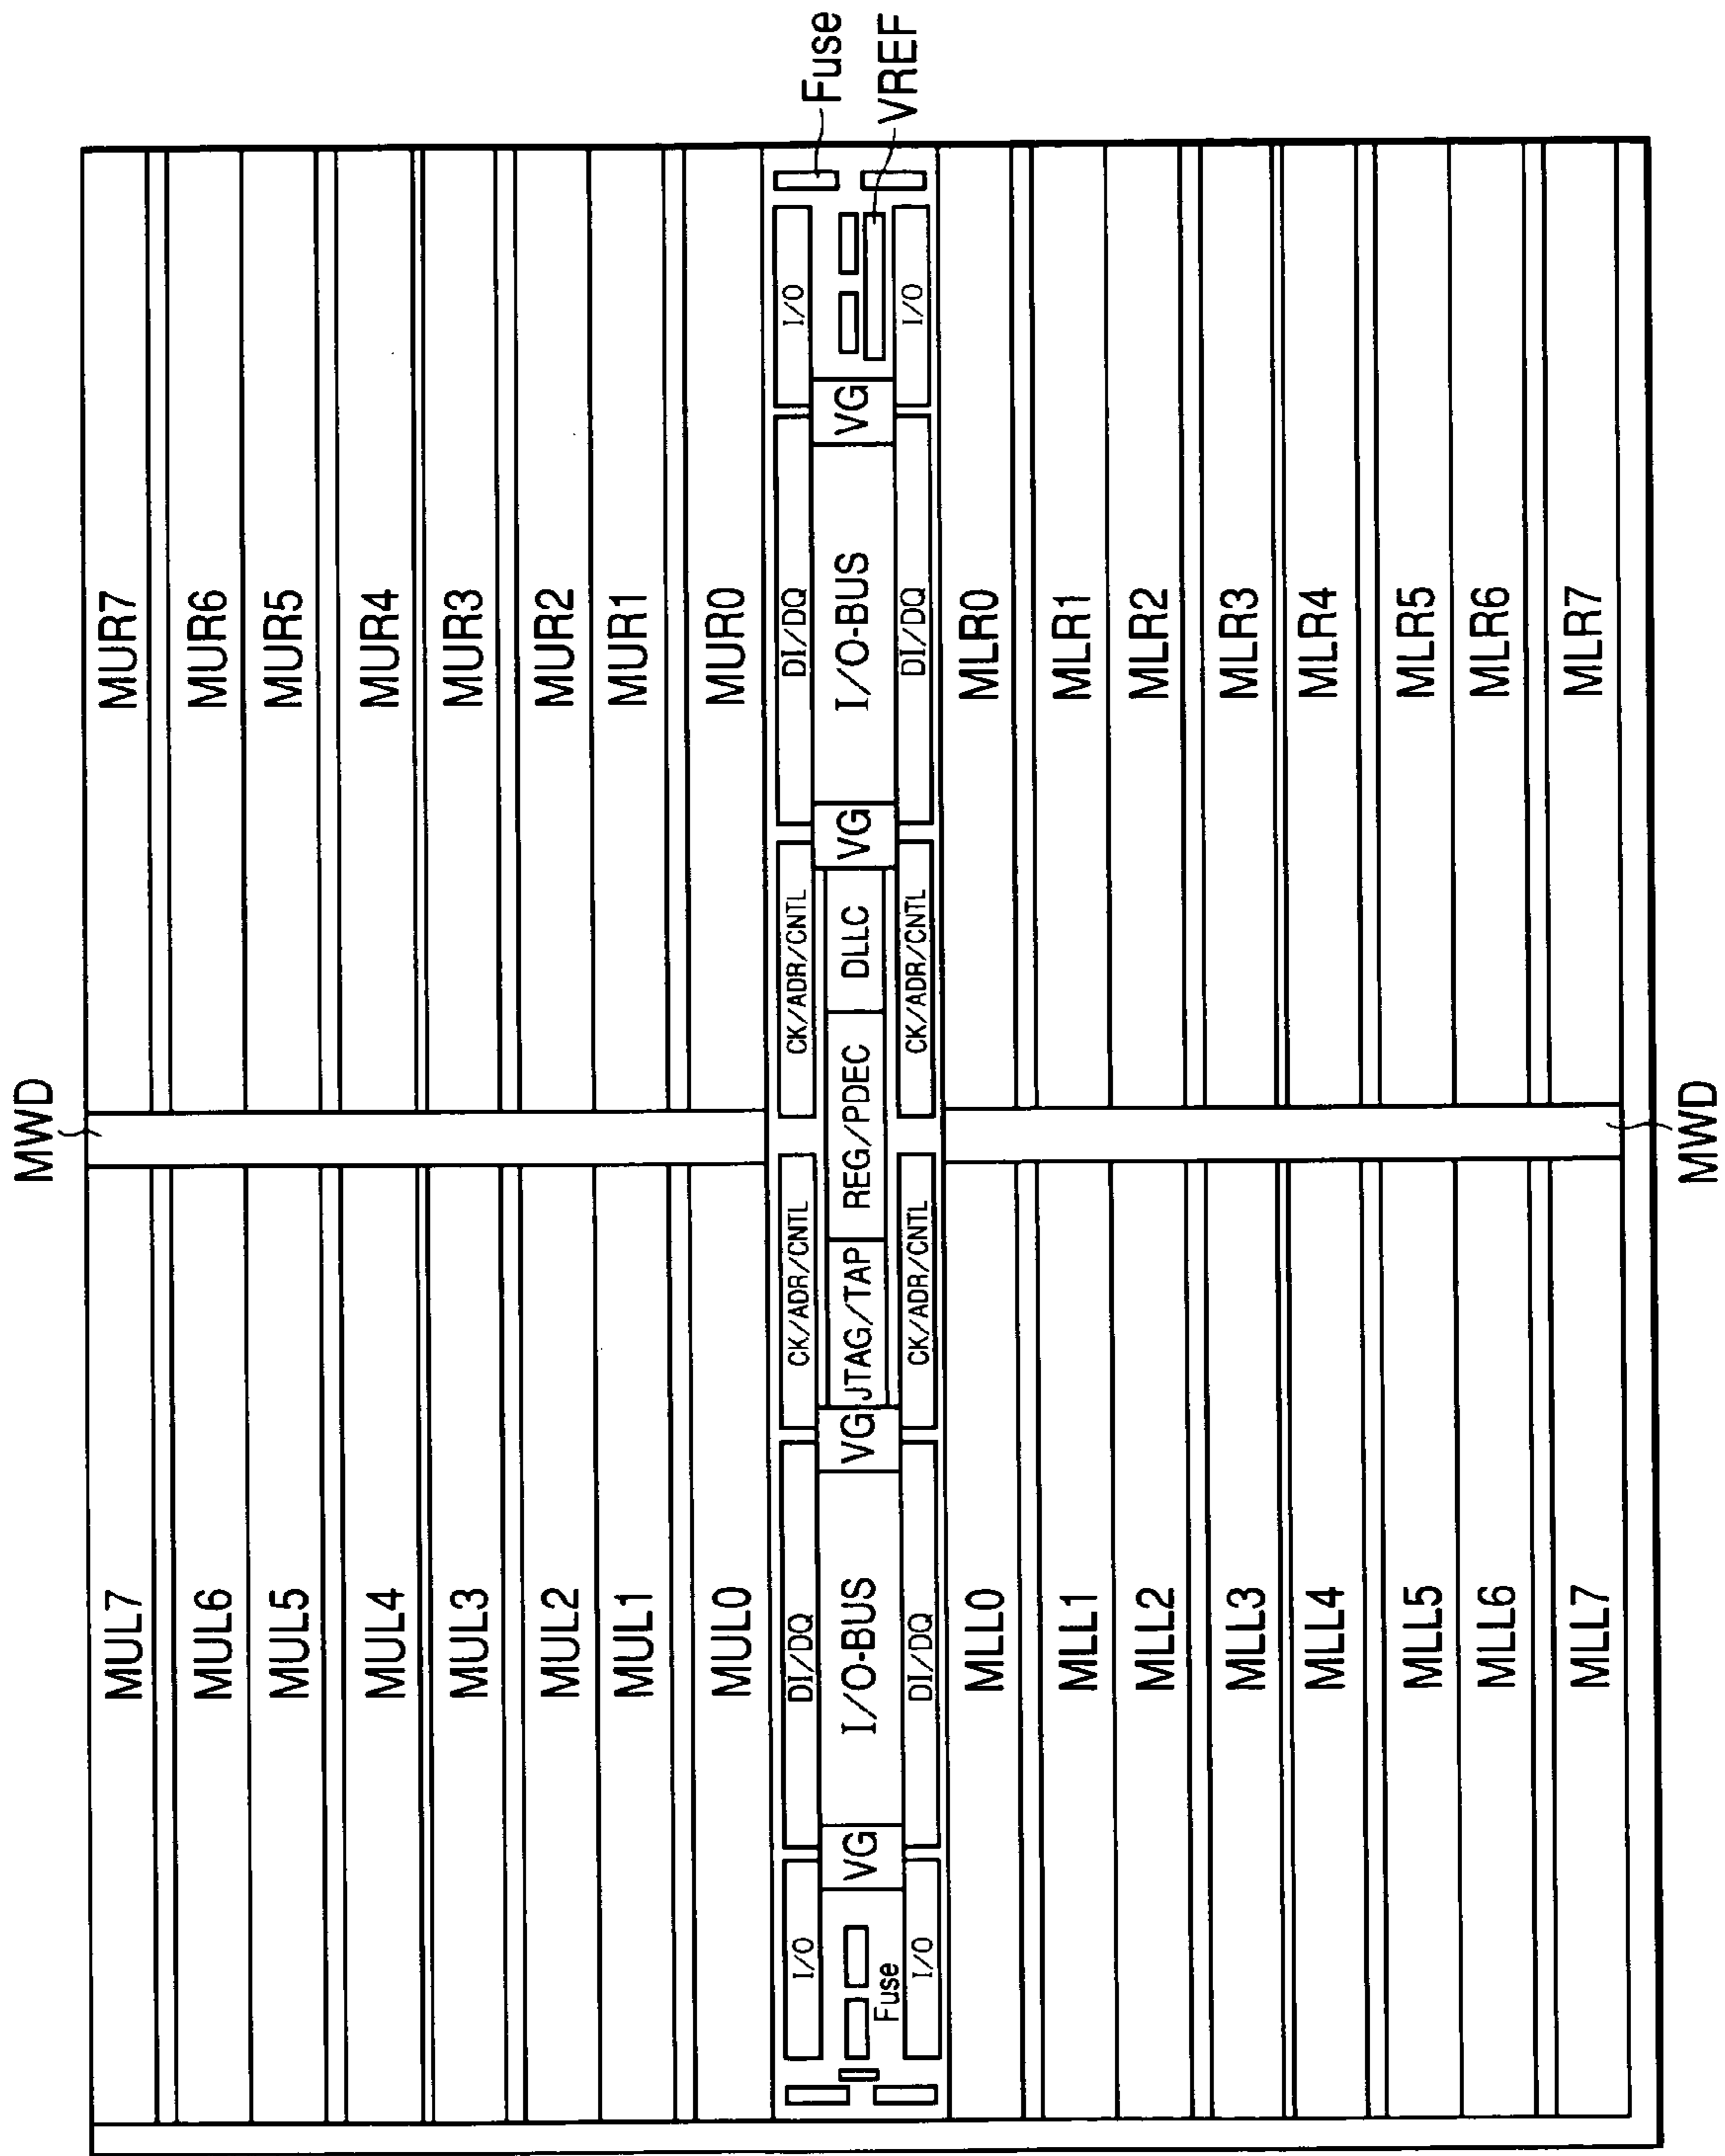 MWD
MUL7 MUR7
MUL6 MUR6
MUL5 MUR5
MUL4 MUR4
MUL3 MUR3
MUL2 MUR2
MUL1 MUR1
MUL0 MUR0
I/O DI/DQ CK/ADR/CNTL CK/ADR/CNTL DI/DQ I/O Fuse
VG I/O-BUS VG JTAG/TAP REG/PDEC DLLC VG I/O-BUS VG
Fuse VREF
I/O DI/DQ CK/ADR/CNTL CK/ADR/CNTL DI/DQ I/O
MLL0 MLR0
MLL1 MLR1
MLL2 MLR2
MLL3 MLR3
MLL4 MLR4
MLL5 MLR5
MLL6 MLR6
MLL7 MLR7
MWD